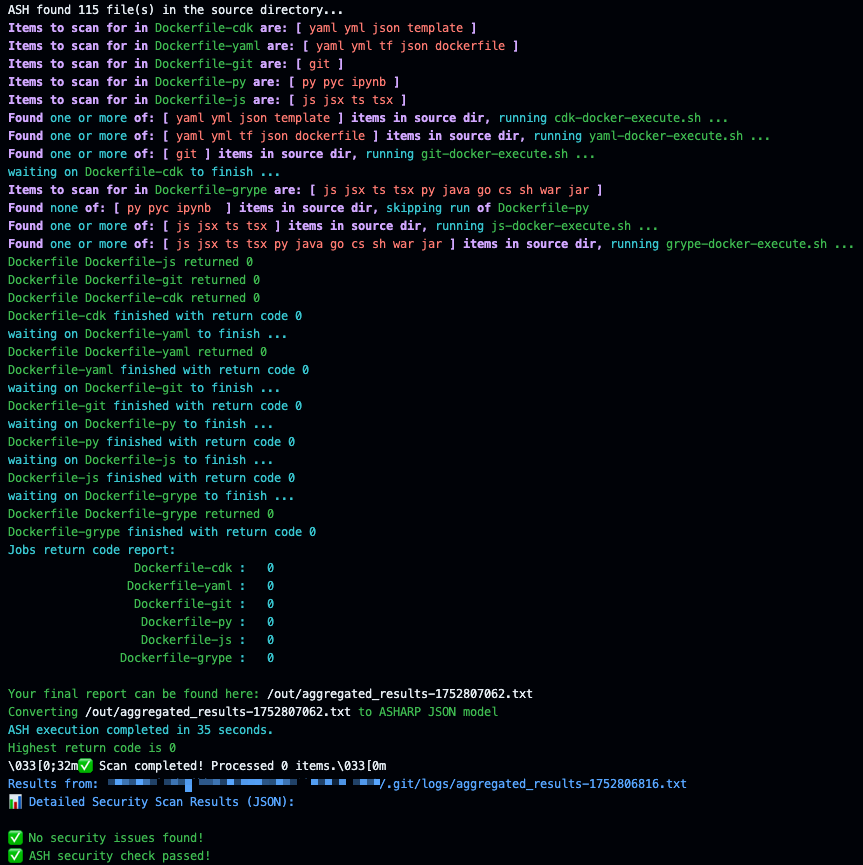 ASH found 115 file(s) in the source directory...
Items to scan for in Dockerfile-cdk are: [ yaml yml json template ]
Items to scan for in Dockerfile-yaml are: [ yaml yml tf json dockerfile ]
Items to scan for in Dockerfile-git are: [ git ]
Items to scan for in Dockerfile-py are: [ py pyc ipynb ]
Items to scan for in Dockerfile-js are: [ js jsx ts tsx ]
Found one or more of: [ yaml yml json template ] items in source dir, running cdk-docker-execute.sh ...
Found one or more of: [ yaml yml tf json dockerfile ] items in source dir, running yaml-docker-execute.sh ...
Found one or more of: [ git ] items in source dir, running git-docker-execute.sh ...
waiting on Dockerfile-cdk to finish ...
Items to scan for in Dockerfile-grype are: [ js jsx ts tsx py java go cs sh war jar ]
Found none of: [ py pyc ipynb  ] items in source dir, skipping run of Dockerfile-py
Found one or more of: [ js jsx ts tsx ] items in source dir, running js-docker-execute.sh ...
Found one or more of: [ js jsx ts tsx py java go cs sh war jar ] items in source dir, running grype-docker-execute.sh ...
Dockerfile Dockerfile-js returned 0
Dockerfile Dockerfile-git returned 0
Dockerfile Dockerfile-cdk returned 0
Dockerfile-cdk finished with return code 0
waiting on Dockerfile-yaml to finish ...
Dockerfile Dockerfile-yaml returned 0
Dockerfile-yaml finished with return code 0
waiting on Dockerfile-git to finish ...
Dockerfile-git finished with return code 0
waiting on Dockerfile-py to finish ...
Dockerfile-py finished with return code 0
waiting on Dockerfile-js to finish ...
Dockerfile-js finished with return code 0
waiting on Dockerfile-grype to finish ...
Dockerfile Dockerfile-grype returned 0
Dockerfile-grype finished with return code 0
Jobs return code report:
Dockerfile-cdk :   0
Dockerfile-yaml :   0
Dockerfile-git :   0
Dockerfile-py :   0
Dockerfile-js :   0
Dockerfile-grype :   0
Your final report can be found here: /out/aggregated_results-1752807062.txt
Converting /out/aggregated_results-1752807062.txt to ASHARP JSON model
ASH execution completed in 35 seconds.
Highest return code is 0
\033[0;32m✅ Scan completed! Processed 0 items.\033[0m
Results from: /.git/logs/aggregated_results-1752806816.txt
📊 Detailed Security Scan Results (JSON):
✅ No security issues found!
✅ ASH security check passed!